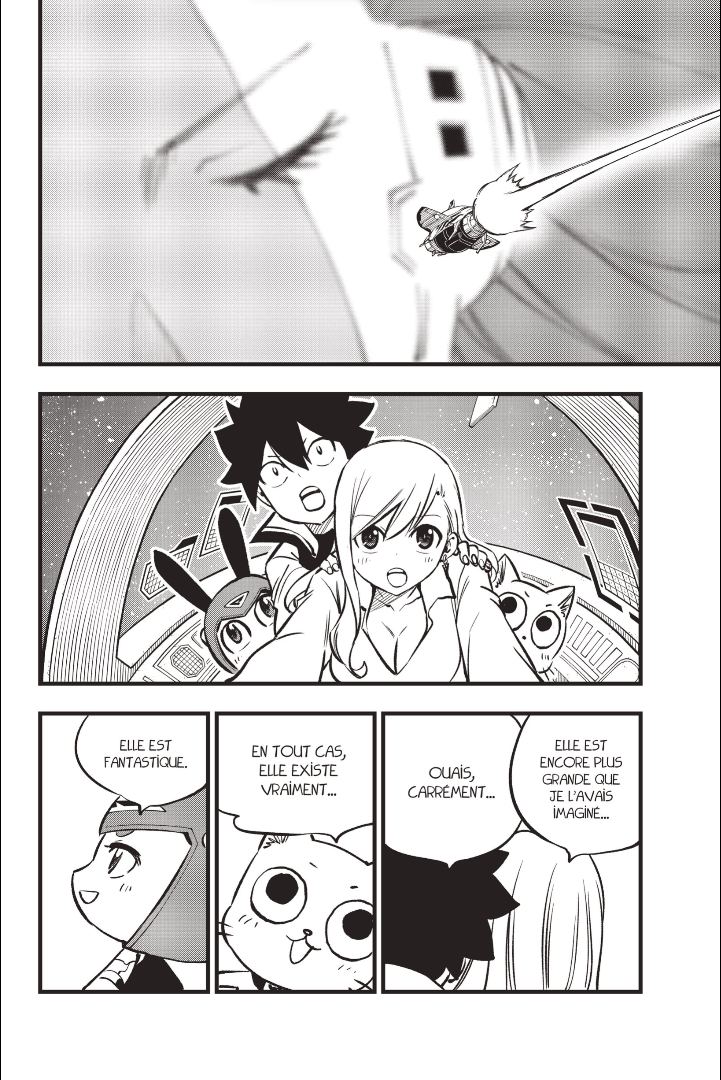 ELLE EST
ENCORE PLUS
GRANDE QUE
JE L'AVAIS
IMAGINÉ...
OUAIS,
CARRÉMENT...
EN TOUT CAS,
ELLE EXISTE
VRAIMENT...
ELLE EST
FANTASTIQUE.